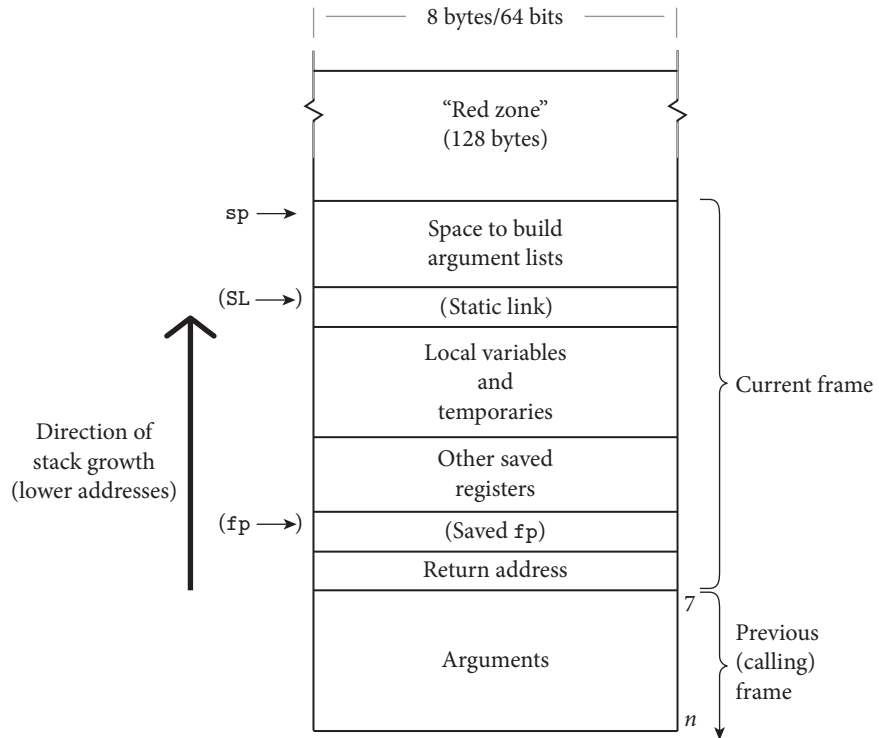 8 bytes/64 bits
“Red zone”
(128 bytes)
sp
Space to build
argument lists
(SL )
(Static link)
Local variables
and
temporaries
Current frame
Direction of
stack growth
(lower addresses)
Other saved
registers
(fp )
(Saved fp)
Return address
7
Arguments
Previous
(calling)
frame
n